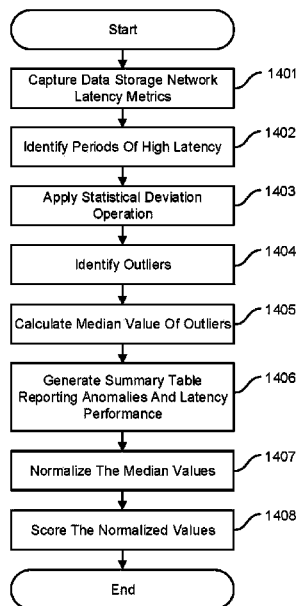 Start
Capture Data Storage Network
Latency Metrics
1401
Identify Periods Of High Latency
1402
Apply Statistical Deviation
Operation
1403
Identify Outliers
1404
Calculate Median Value Of Outliers
1405
Generate Summary Table
Reporting Anomalies And Latency
Performance
1406
Normalize The Median Values
1407
Score The Normalized Values
1408
End